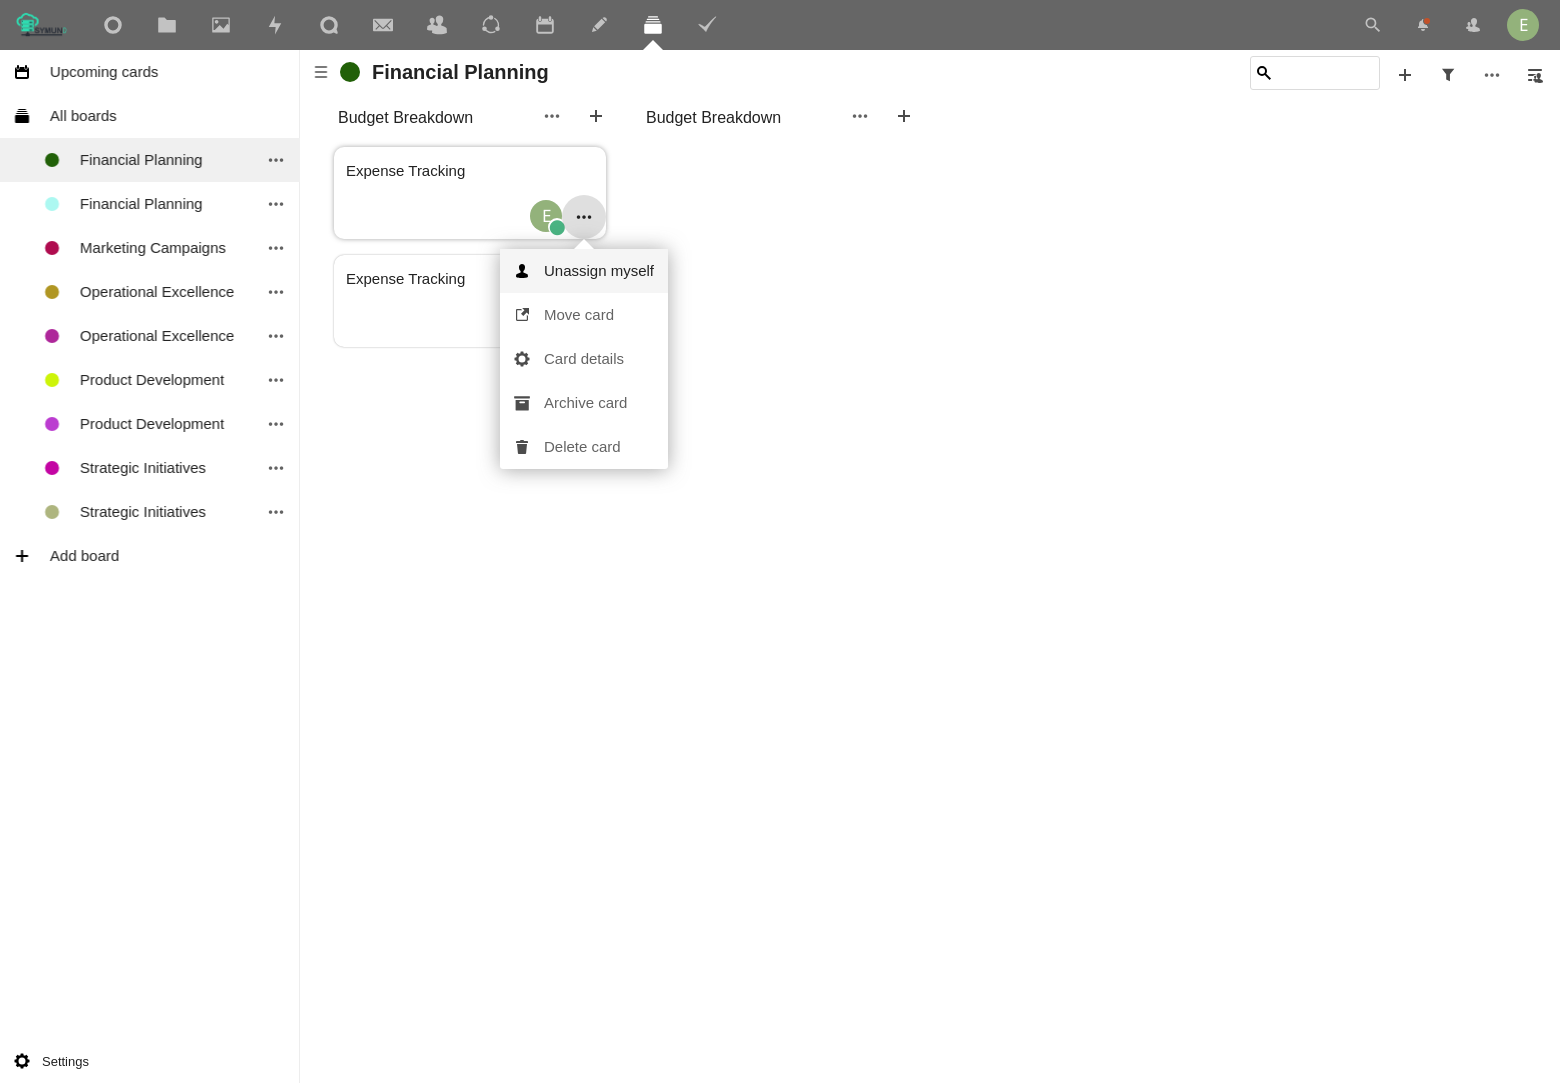 E
Upcoming cards
All boards
Financial Planning
Financial Planning
Marketing Campaigns
Operational Excellence
Operational Excellence
Product Development
Product Development
Strategic Initiatives
Strategic Initiatives
Add board
Settings
Financial Planning
Budget Breakdown
Budget Breakdown
Expense Tracking
E
Expense Tracking
Unassign myself
Move card
Card details
Archive card
Delete card